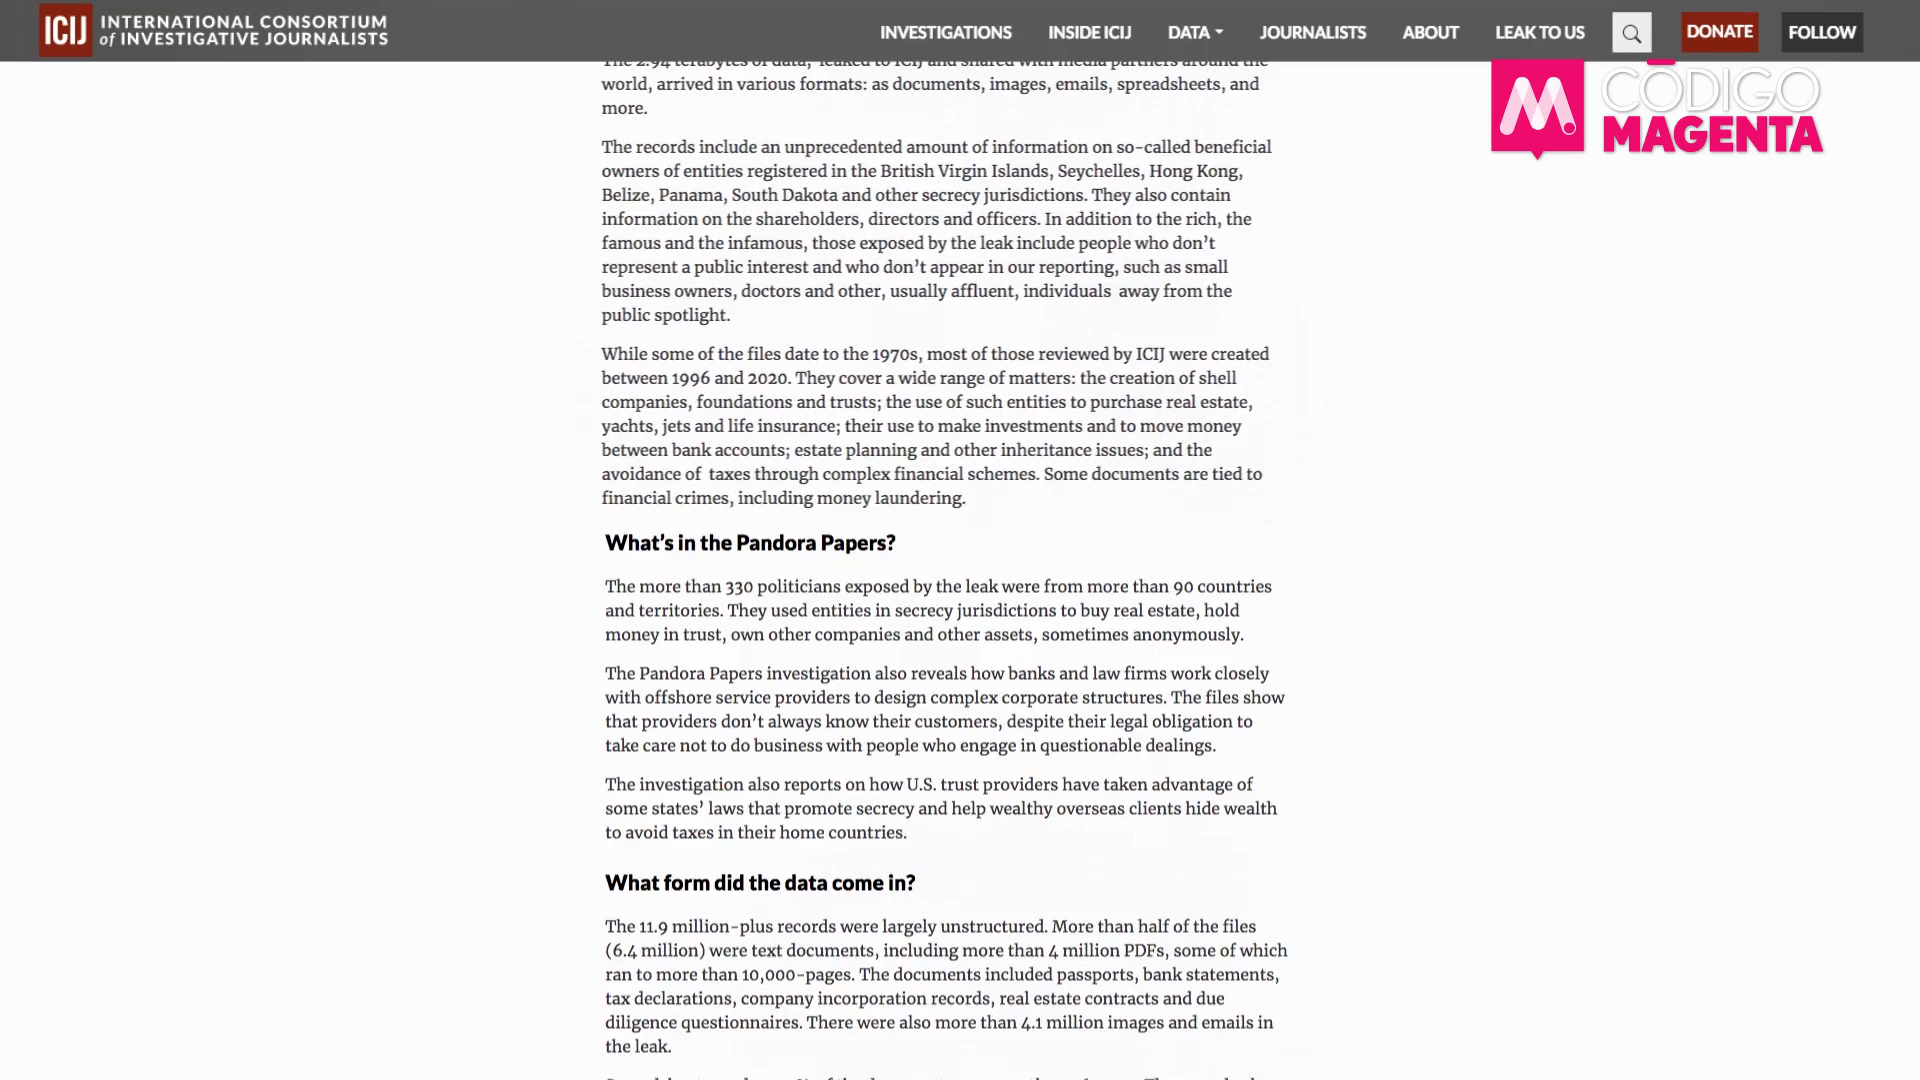 ICIJ INTERNATIONAL CONSORTIUM
of INVESTIGATIVE JOURNALISTS
INVESTIGATIONS INSIDE ICIJ DATA JOURNALISTS ABOUT LEAK TO US DONATE FOLLOW
CÓDIGO
MAGENTA
The 2.94 terabytes of data, leaked to ICIJ and shared with media partners around the
world, arrived in various formats: as documents, images, emails, spreadsheets, and
more.
The records include an unprecedented amount of information on so-called beneficial
owners of entities registered in the British Virgin Islands, Seychelles, Hong Kong,
Belize, Panama, South Dakota and other secrecy jurisdictions. They also contain
information on the shareholders, directors and officers. In addition to the rich, the
famous and the infamous, those exposed by the leak include people who don’t
represent a public interest and who don’t appear in our reporting, such as small
business owners, doctors and other, usually affluent, individuals away from the
public spotlight.
While some of the files date to the 1970s, most of those reviewed by ICIJ were created
between 1996 and 2020. They cover a wide range of matters: the creation of shell
companies, foundations and trusts; the use of such entities to purchase real estate,
yachts, jets and life insurance; their use to make investments and to move money
between bank accounts; estate planning and other inheritance issues; and the
avoidance of taxes through complex financial schemes. Some documents are tied to
financial crimes, including money laundering.
What’s in the Pandora Papers?
The more than 330 politicians exposed by the leak were from more than 90 countries
and territories. They used entities in secrecy jurisdictions to buy real estate, hold
money in trust, own other companies and other assets, sometimes anonymously.
The Pandora Papers investigation also reveals how banks and law firms work closely
with offshore service providers to design complex corporate structures. The files show
that providers don’t always know their customers, despite their legal obligation to
take care not to do business with people who engage in questionable dealings.
The investigation also reports on how U.S. trust providers have taken advantage of
some states’ laws that promote secrecy and help wealthy overseas clients hide wealth
to avoid taxes in their home countries.
What form did the data come in?
The 11.9 million-plus records were largely unstructured. More than half of the files
(6.4 million) were text documents, including more than 4 million PDFs, some of which
ran to more than 10,000-pages. The documents included passports, bank statements,
tax declarations, company incorporation records, real estate contracts and due
diligence questionnaires. There were also more than 4.1 million images and emails in
the leak.